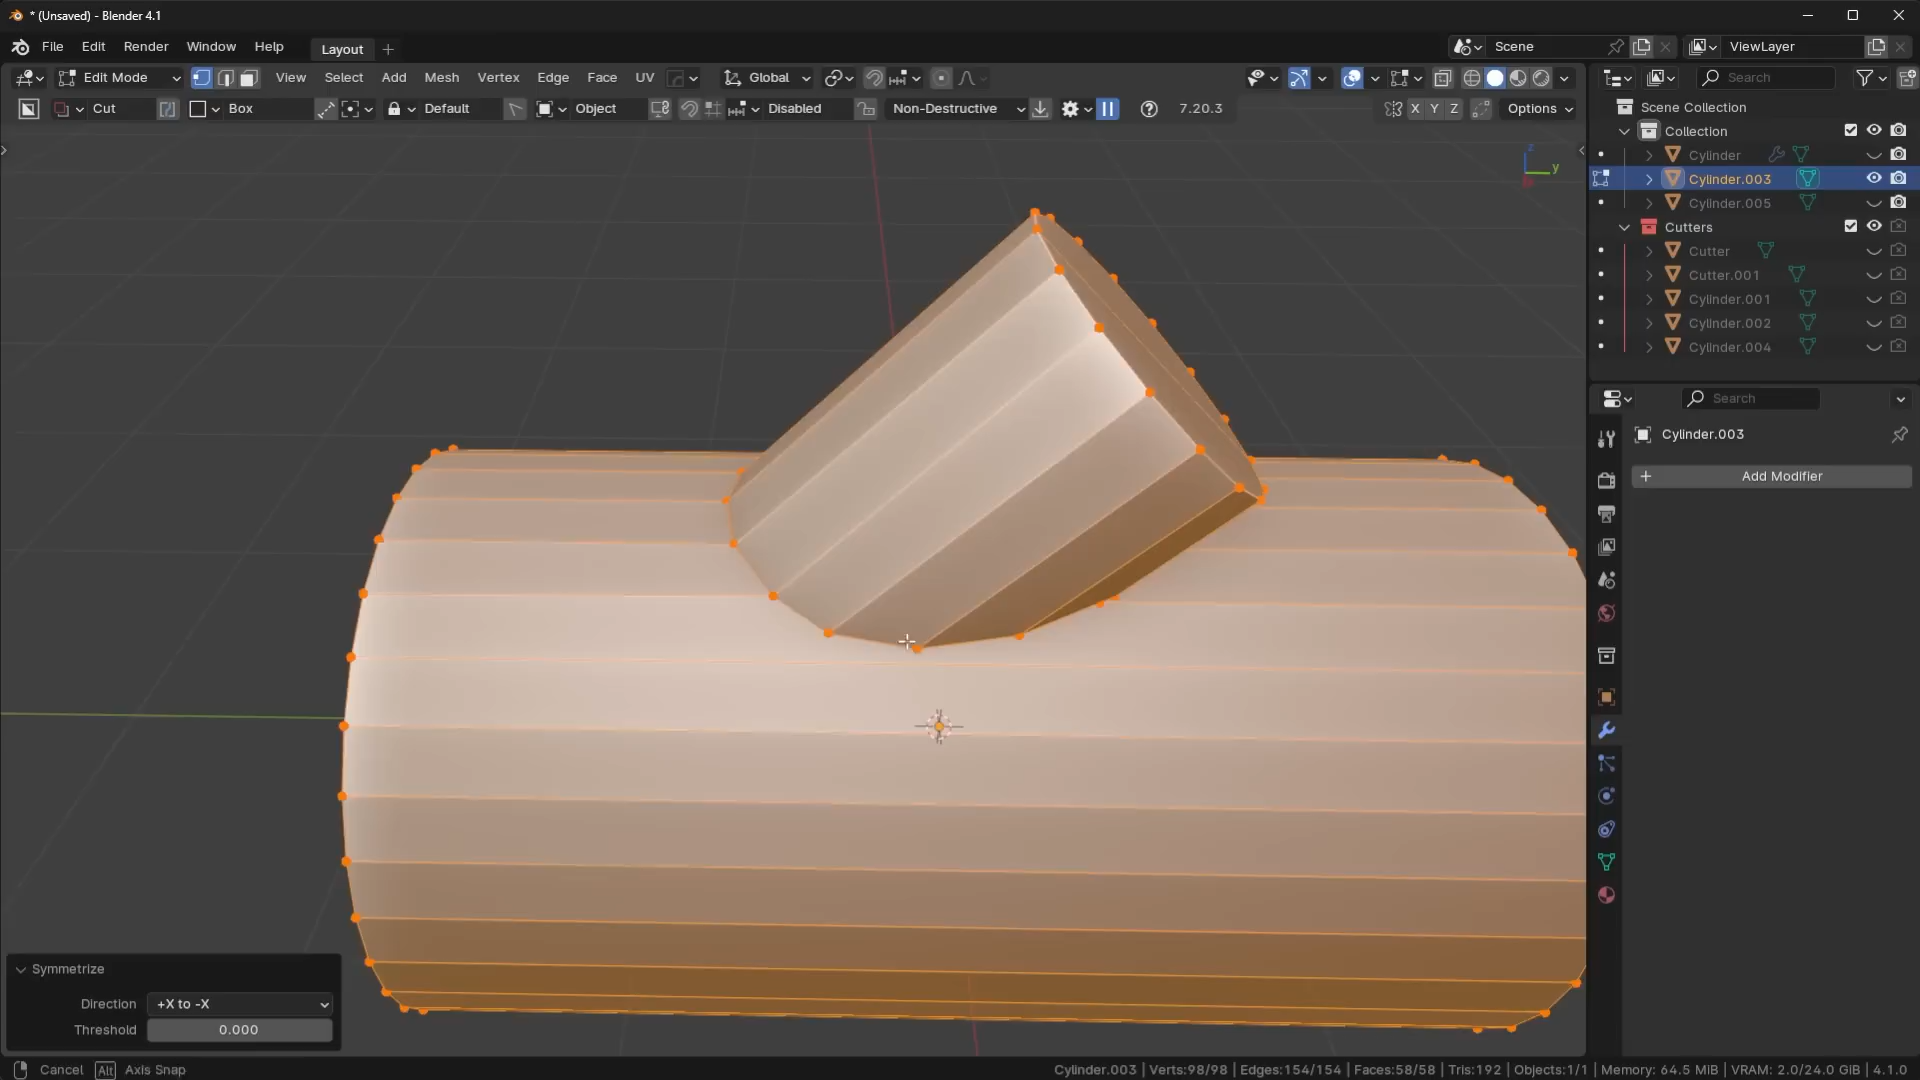 * (Unsaved) - Blender 4.1
File Edit Render Window Help Layout + Scene ViewLayer
Edit Mode View Select Add Mesh Vertex Edge Face UV Global Search
Cut Box Default Object Disabled Non-Destructive 7.20.3 X Y Z Options
Scene Collection
Collection
Cylinder
Cylinder.003
Cylinder.005
Cutters
Cutter
Cutter.001
Cylinder.001
Cylinder.002
Cylinder.004
z
y
Search
Cylinder.003
+ Add Modifier
Symmetrize
Direction +X to -X
Threshold 0.000
Cancel Alt Axis Snap Cylinder.003 | Verts:98/98 | Edges:154/154 | Faces:58/58 | Tris:192 | Objects:1/1 | Memory: 64.5 MiB | VRAM: 2.0/24.0 GiB | 4.1.0